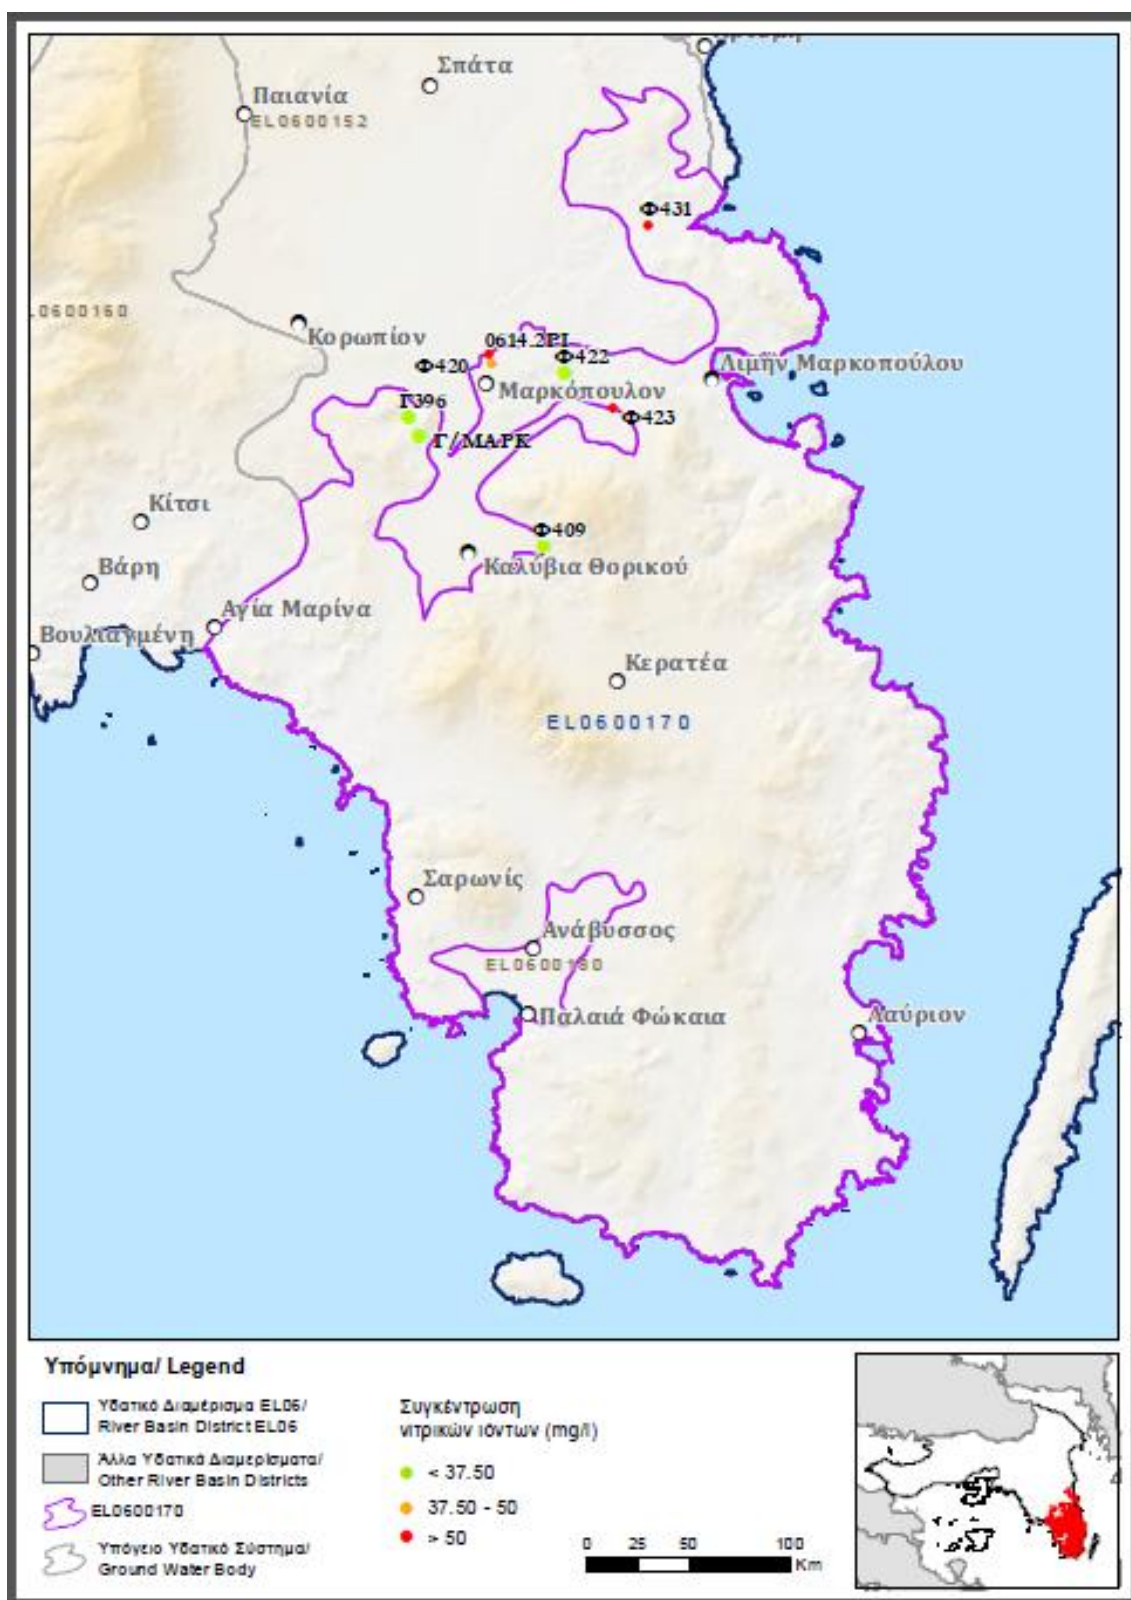 Σπάτα
Παιανία
EL0600152
Φ431
L0600160
Κορωπίον
0614.2ΡΙ
Φ422
Φ420
Λιμήν Μαρκοπούλου
Μαρκόπουλον
Γ396
Φ423
Γ/ΜΑΡΚ
Κίτσι
Φ409
Καλύβια Θορικού
Βάρη
Αγία Μαρίνα
Βουλιαγμένη
Κερατέα
EL0600170
Σαρωνίς
Ανάβυσσος
EL0600180
Παλαιά Φώκαια
Λαύριον
Υπόμνημα/ Legend
Υδατικό Διαμέρισμα EL06/
River Basin District EL06
Άλλα Υδατικά Διαμερίσματα/
Other River Basin Districts
EL0600170
Υπόγειο Υδατικό Σύστημα/
Ground Water Body
Συγκέντρωση
νιτρικών ιόντων (mg/l)
< 37.50
37.50 - 50
> 50
0 50 100
Km